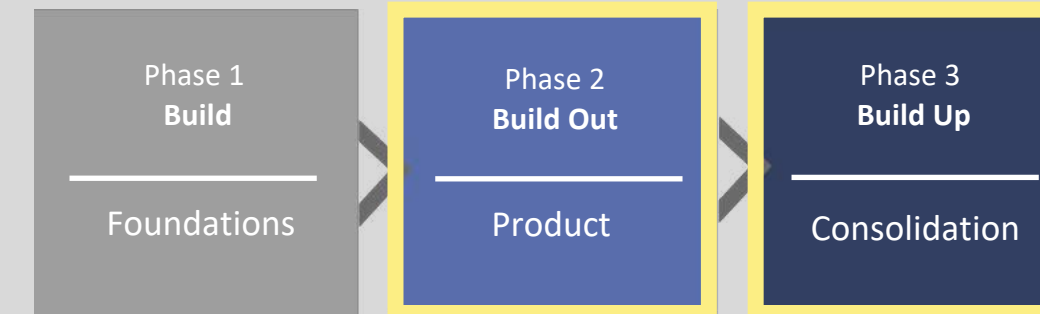 Phase 1
Build
Foundations
Phase 2
Build Out
Product
Phase 3
Build Up
Consolidation